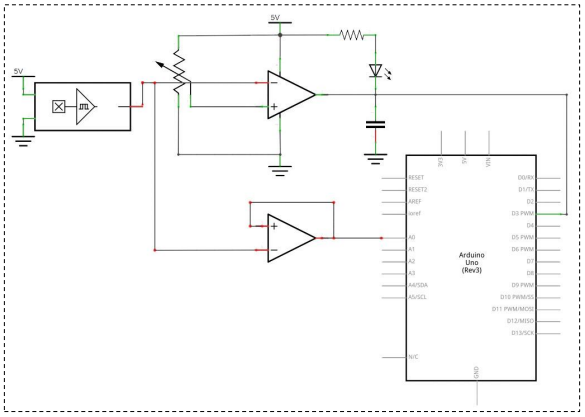 5V
5V
3V3
5V
VIN
RESET
RESET2
AREF
ioref
A0
A1
A2
A3
A4/SDA
A5/SCL
N/C
Arduino
Uno
(Rev3)
D0/RX
D1/TX
D2
D3 PWM
D4
D5 PWM
D6 PWM
D7
D8
D9 PWM
D10 PWM/SS
D11 PWM/MOSI
D12/MISO
D13/SCK
GND